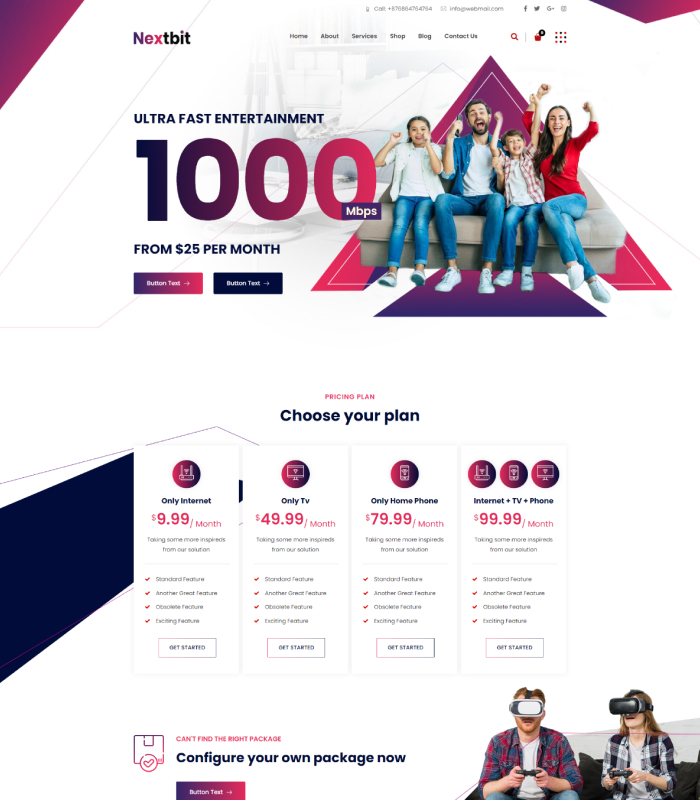 Call: +876864764764
info@webmail.com
Nextbit
Home About Services Shop Blog Contact Us
0
ULTRA FAST ENTERTAINMENT
1000
Mbps
FROM $25 PER MONTH
Button Text → Button Text →
PRICING PLAN
Choose your plan
Only Internet
$9.99/ Month
Taking some more inspireds
from our solution
Standard Feature
Another Great Feature
Obsolete Feature
Exciting Feature
GET STARTED
Only Tv
$49.99/ Month
Taking some more inspireds
from our solution
Standard Feature
Another Great Feature
Obsolete Feature
Exciting Feature
GET STARTED
Only Home Phone
$79.99/ Month
Taking some more inspireds
from our solution
Standard Feature
Another Great Feature
Obsolete Feature
Exciting Feature
GET STARTED
Internet + TV + Phone
$99.99/ Month
Taking some more inspireds
from our solution
Standard Feature
Another Great Feature
Obsolete Feature
Exciting Feature
GET STARTED
CAN'T FIND THE RIGHT PACKAGE
Configure your own package now
Button Text →